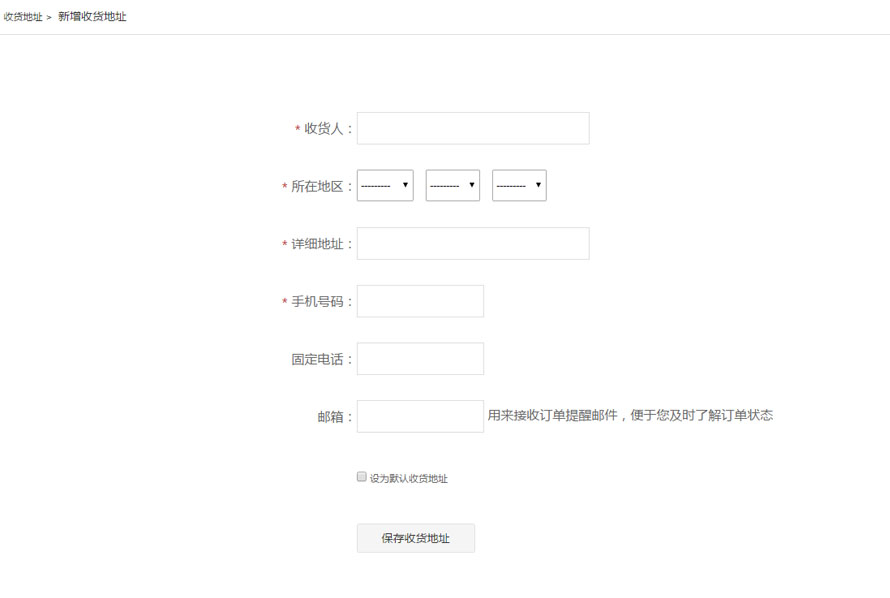 收货地址 > 新增收货地址
* 收货人：
* 所在地区： --------- --------- ---------
* 详细地址：
* 手机号码：
固定电话：
邮箱： 用来接收订单提醒邮件，便于您及时了解订单状态
设为默认收货地址
保存收货地址